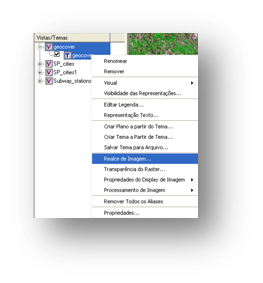 Vistas/Temas
geocover
geocove
SP_cities
SP_cities1
Subway_stations
Renomear
Remover
Visual
Visibilidade das Representações...
Editar Legenda...
Representação Texto...
Criar Plano a partir do Tema...
Criar Tema a Partir de Tema...
Salvar Tema para Arquivo...
Realce de Imagem...
Transparência do Raster...
Propriedades do Display de Imagem
Processamento de Imagem
Remover Todos os Aliases
Propriedades...